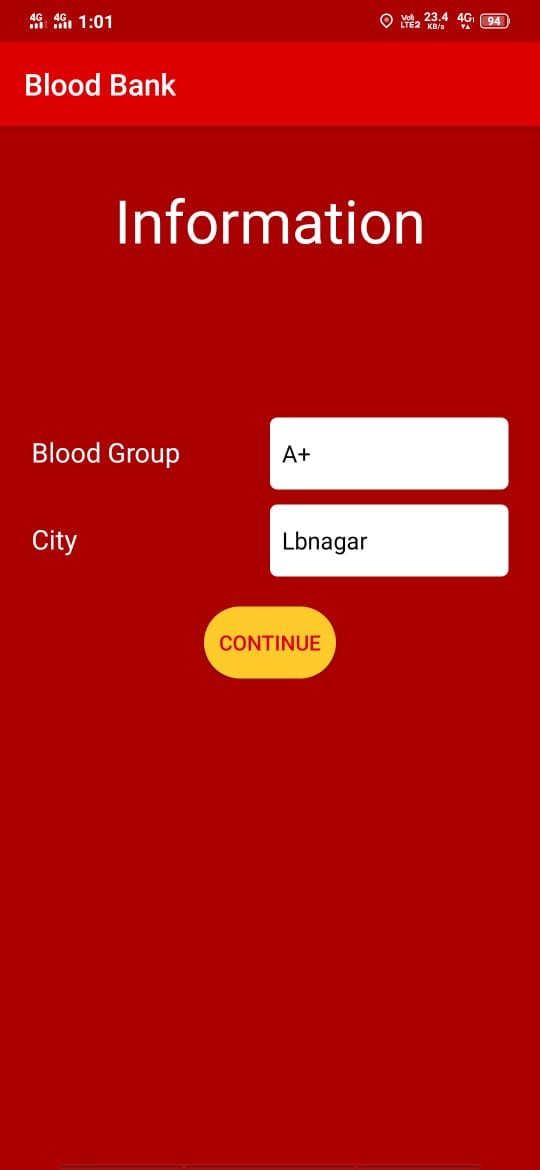 4G 4G 1:01 Vo) LTE2 23.4 KB/s 4G 94
Blood Bank
Information
Blood Group A+
City Lbnagar
CONTINUE